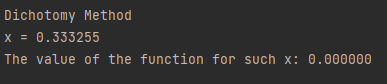 Dichotomy Method
x = 0.333255
The value of the function for such x: 0.000000